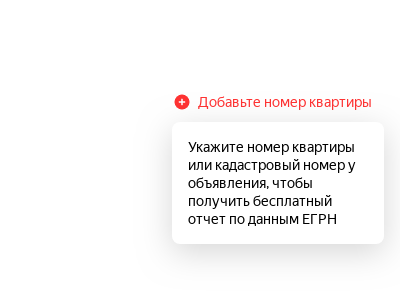 Добавьте номер квартиры
Укажите номер квартиры
или кадастровый номер у
объявления, чтобы
получить бесплатный
отчет по данным ЕГРН